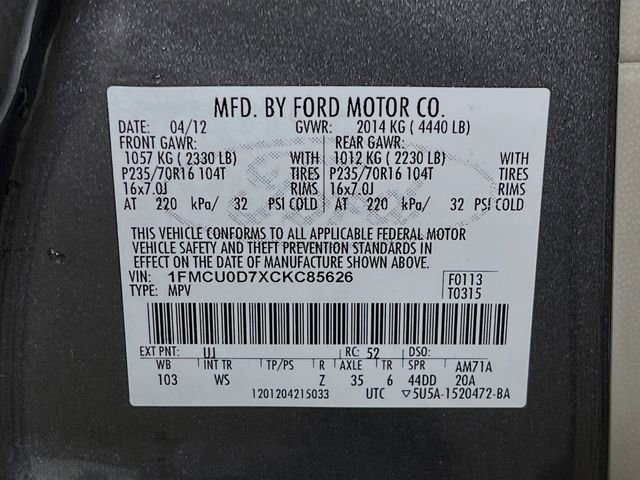 MFD. BY FORD MOTOR CO.
DATE: 04/12 GVWR: 2014 KG ( 4440 LB)
FRONT GAWR: REAR GAWR:
1057 KG ( 2330 LB) WITH 1012 KG ( 2230 LB) WITH
P235/70R16 104T TIRES P235/70R16 104T TIRES
16x7.0J RIMS 16x7.0J RIMS
AT 220 kPa/ 32 PSI COLD AT 220 kPa/ 32 PSI COLD
THIS VEHICLE CONFORMS TO ALL APPLICABLE FEDERAL MOTOR
VEHICLE SAFETY AND THEFT PREVENTION STANDARDS IN
EFFECT ON THE DATE OF MANUFACTURE SHOWN ABOVE.
VIN: 1FMCU0D7XCKC85626 F0113
TYPE: MPV T0315
EXT PNT: UJ RC: 52 DSO:
WB INT TR TP/PS R AXLE TR SPR AM71A
103 WS Z 35 6 44DD 20A
1201204215033 UTC ▽5U5A-1520472-BA